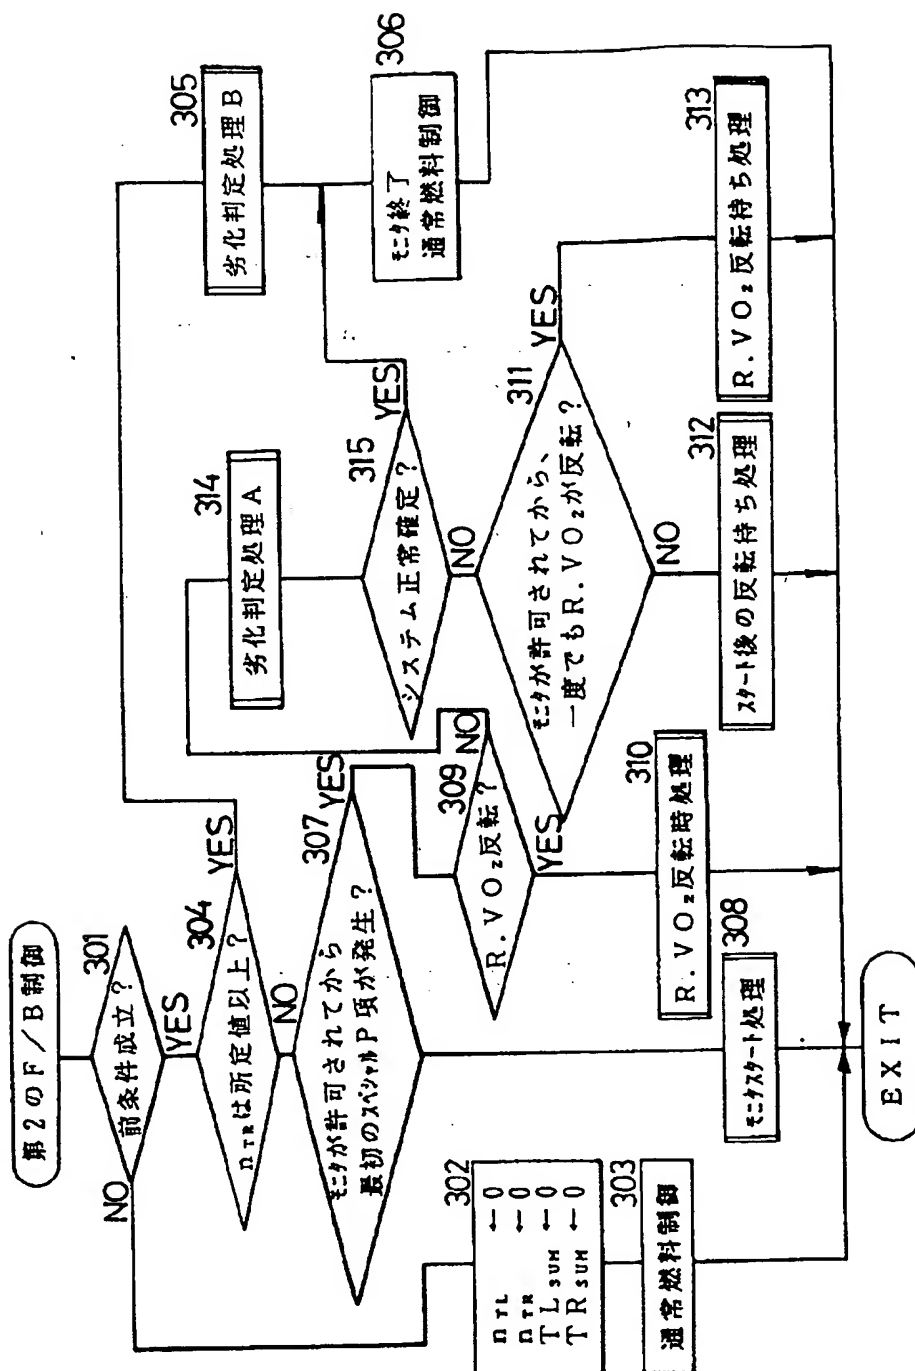 第2のF/B制御
301
前条件成立?
NO
YES
302
nTL ←0
nTR ←0
TLSUM ←0
TRSUM ←0
303
通常燃料制御
304
nTRは所定値以上?
YES
NO
305
劣化判定処理B
306
モニタ終了
通常燃料制御
307
モニタが許可されてから
最初のスペシャルP項が発生?
YES
308
モニタスタート処理
309
R.VO2反転?
NO
YES
310
R.VO2反転時処理
314
劣化判定処理A
315
システム正常確定?
YES
NO
311
モニタが許可されてから、
一度でもR.VO2が反転?
YES
NO
312
スタート後の反転待ち処理
313
R.VO2反転待ち処理
EXIT